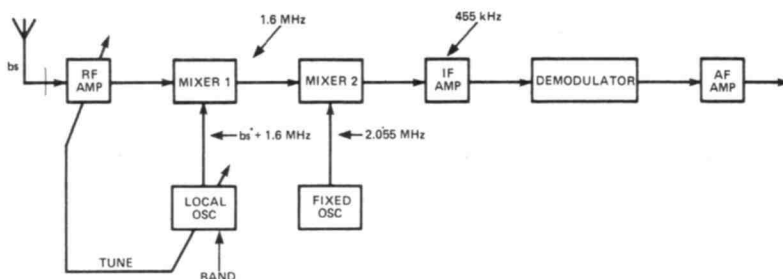 1.6 MHz
455 kHz
bs
RF
AMP
MIXER 1
MIXER 2
IF
AMP
DEMODULATOR
AF
AMP
bs + 1.6 MHz
2.055 MHz
LOCAL
OSC
FIXED
OSC
TUNE
BAND